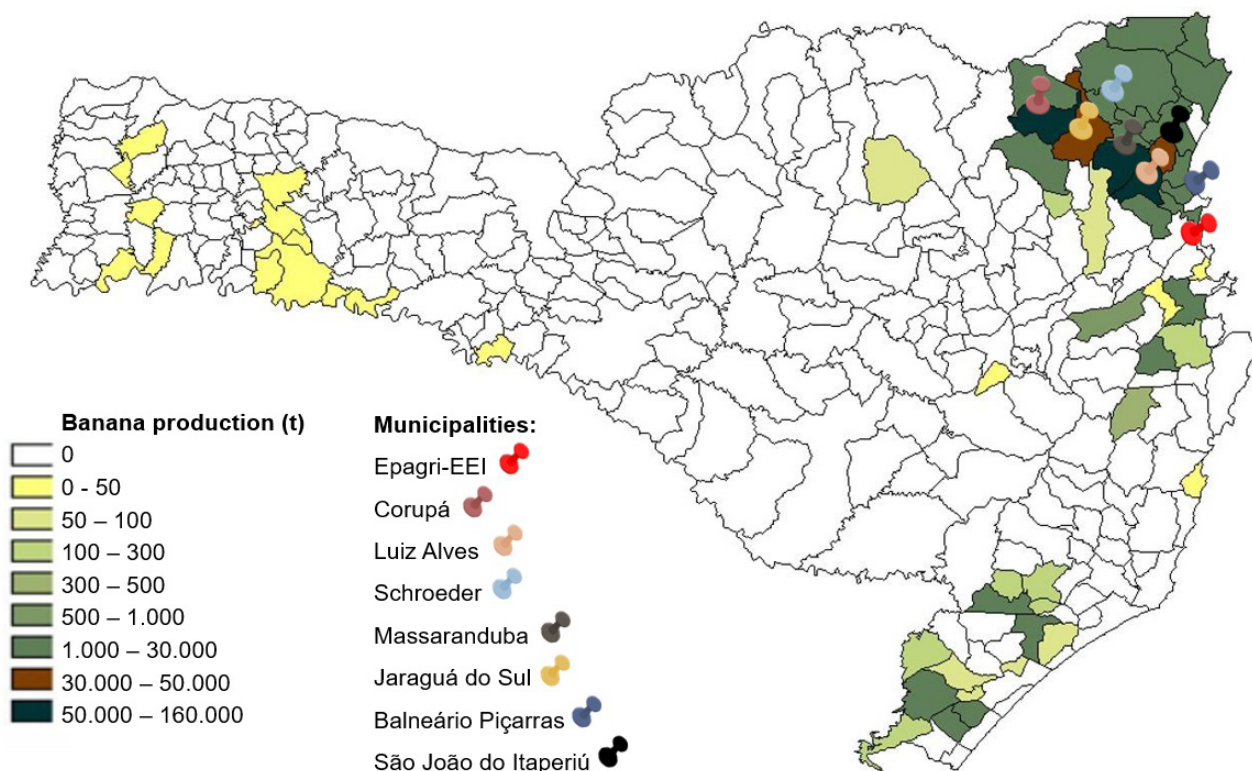 Banana production (t)
0
0 - 50
50 – 100
100 – 300
300 – 500
500 – 1.000
1.000 – 30.000
30.000 – 50.000
50.000 – 160.000
Municipalities:
Epagri-EEI
Corupá
Luiz Alves
Schroeder
Massaranduba
Jaraguá do Sul
Balneário Piçarras
São João do Itaperiú